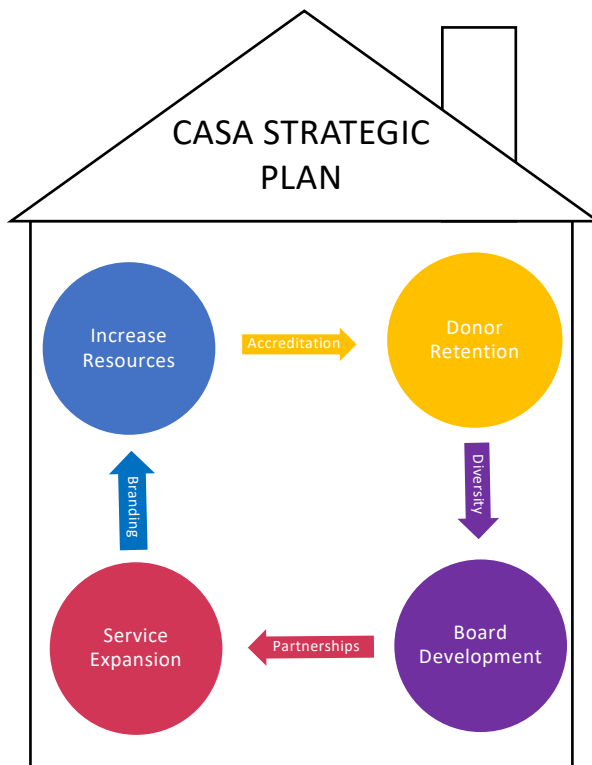 CASA STRATEGIC
PLAN
Increase
Resources
Accreditation
Donor
Retention
Branding
Diversity
Service
Expansion
Partnerships
Board
Development